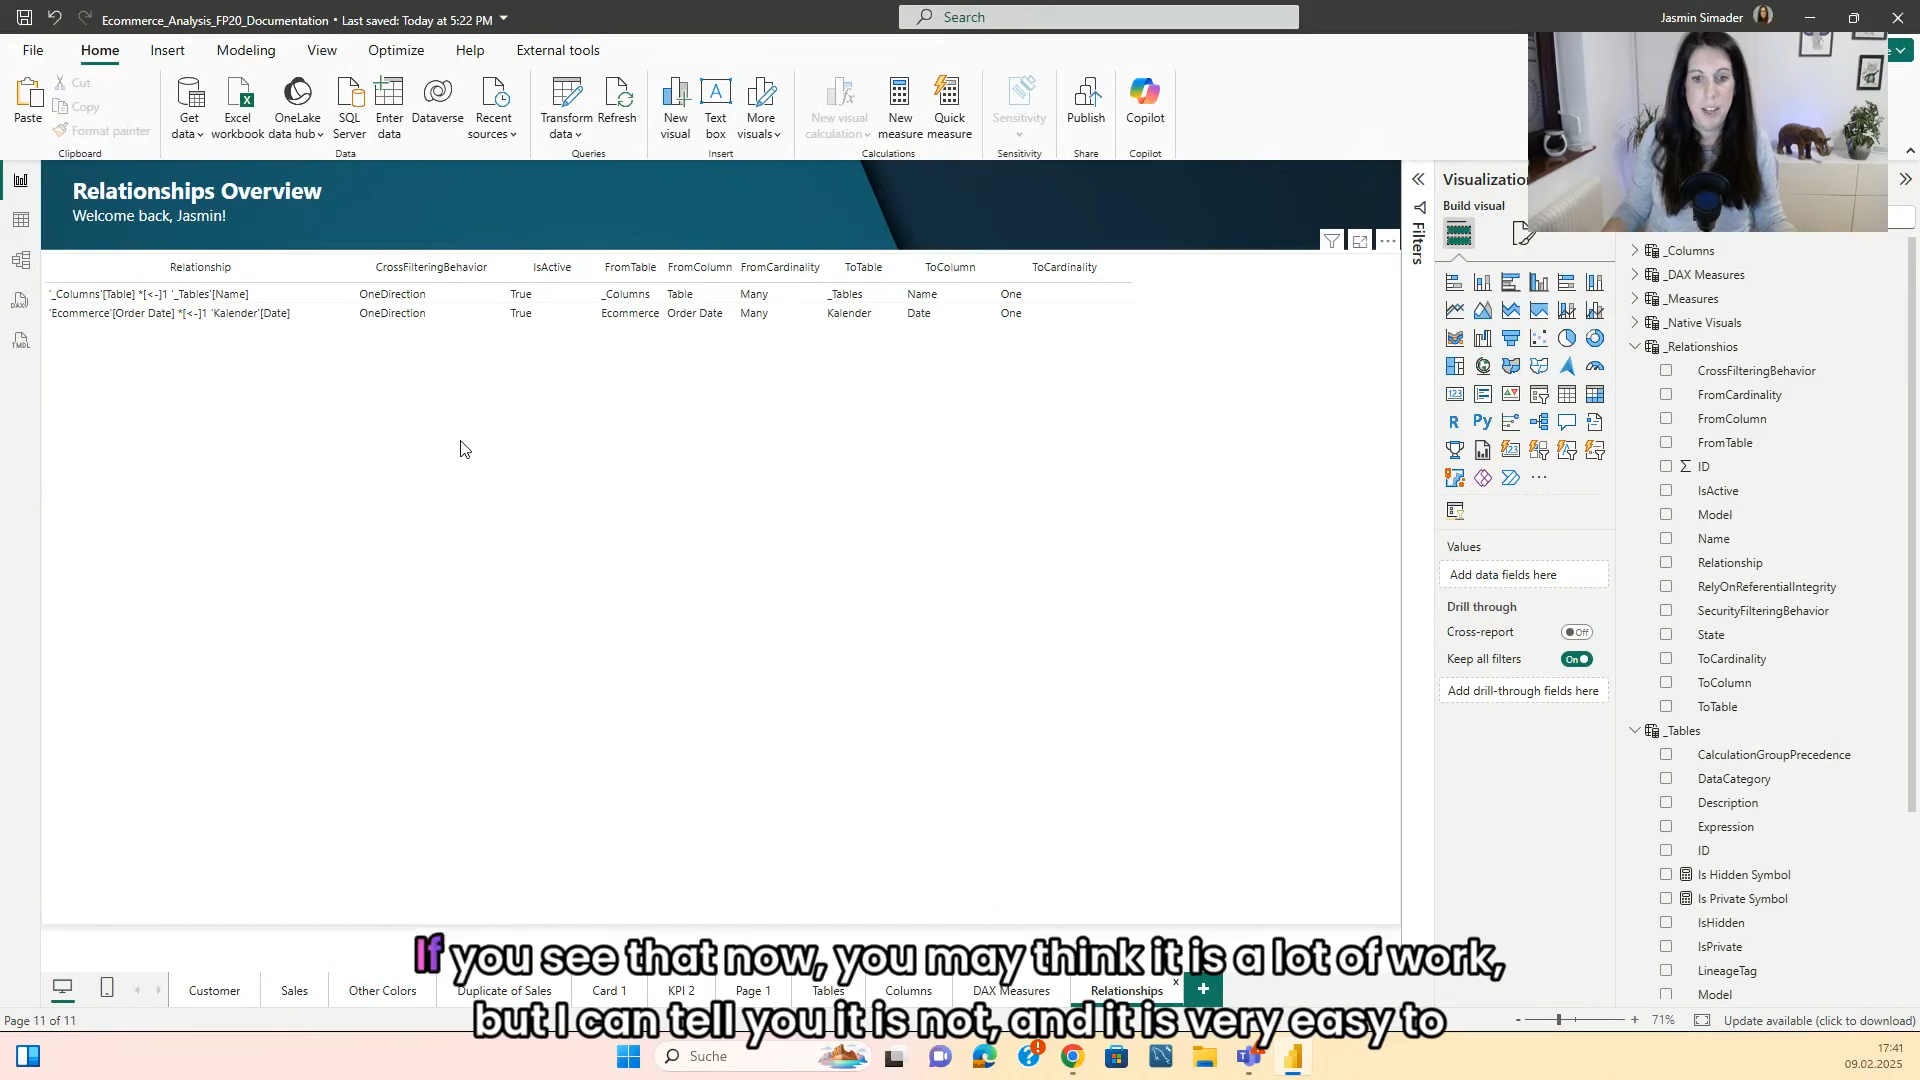 Ecommerce_Analysis_FP20_Documentation • Last saved: Today at 5:22 PM
Search
Jasmin Simader
File
Home
Insert
Modeling
View
Optimize
Help
External tools
Paste
Cut
Copy
Format painter
Get data
Excel workbook
OneLake data hub
SQL Server
Enter data
Dataverse
Recent sources
Transform data
Refresh
New visual
Text box
More visuals
New visual calculation
New measure
Quick measure
Sensitivity
Publish
Copilot
Clipboard
Data
Queries
Insert
Calculations
Sensitivity
Share
Copilot
Relationships Overview
Welcome back, Jasmin!
Relationship CrossFilteringBehavior IsActive FromTable FromColumn FromCardinality ToTable ToColumn ToCardinality
'_Columns'[Table] *[<-]1 '_Tables'[Name] OneDirection True _Columns Table Many _Tables Name One
'Ecommerce'[Order Date] *[<-]1 'Kalender'[Date] OneDirection True Ecommerce Order Date Many Kalender Date One
Filters
Build visual
Values
Add data fields here
Drill through
Cross-report
Off
Keep all filters
On
Add drill-through fields here
_Columns
_DAX Measures
_Measures
_Native Visuals
_Relationshios
CrossFilteringBehavior
FromCardinality
FromColumn
FromTable
ID
IsActive
Model
Name
Relationship
RelyOnReferentialIntegrity
SecurityFilteringBehavior
State
ToCardinality
ToColumn
ToTable
_Tables
CalculationGroupPrecedence
DataCategory
Description
Expression
ID
Is Hidden Symbol
Is Private Symbol
IsHidden
IsPrivate
LineageTag
Model
If you see that now, you may think it is a lot of work,
but I can tell you it is not, and it is very easy to
Customer
Sales
Other Colors
Duplicate of Sales
Card 1
KPI 2
Page 1
Tables
Columns
DAX Measures
Relationships
Page 11 of 11
71%
Update available (click to download)
Suche
17:41
09.02.2025